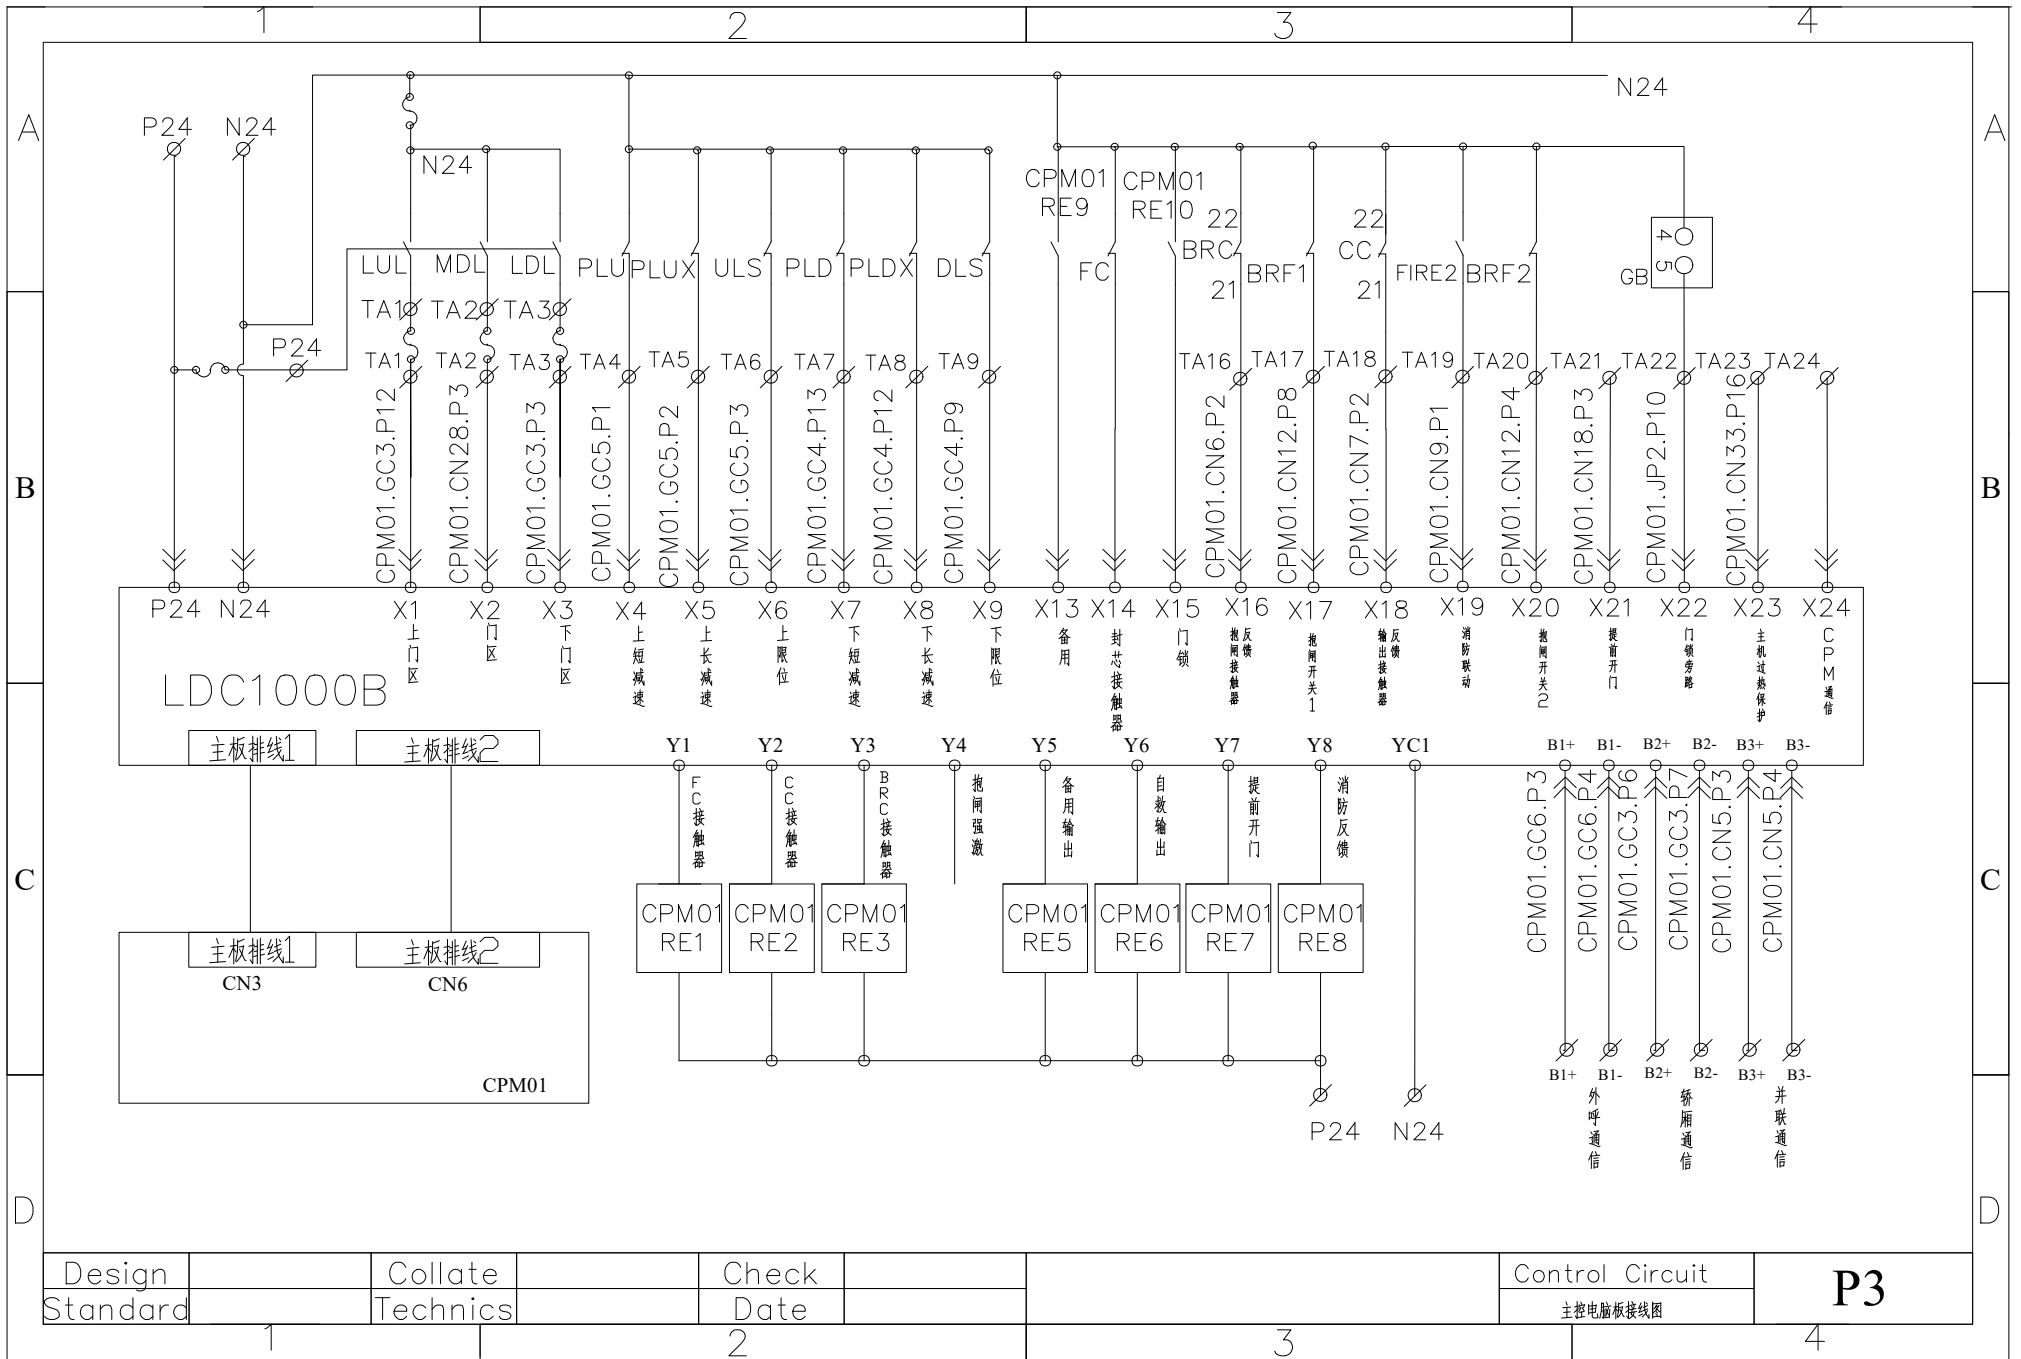 1
2
3
4
A
A
P24
N24
N24
N24
CPM01
RE9
CPM01
RE10
22
22
LUL
MDL
LDL
PLU
PLUX
ULS
PLD
PLDX
DLS
FC
BRC
BRF1
CC
FIRE2
BRF2
4
5
GB
21
21
TA1
TA2
TA3
P24
TA1
TA2
TA3
TA4
TA5
TA6
TA7
TA8
TA9
TA16
TA17
TA18
TA19
TA20
TA21
TA22
TA23
TA24
CPM01.GC3.P12
CPM01.CN28.P3
CPM01.GC3.P3
CPM01.GC5.P1
CPM01.GC5.P2
CPM01.GC5.P3
CPM01.GC4.P13
CPM01.GC4.P12
CPM01.GC4.P9
CPM01.CN6.P2
CPM01.CN12.P8
CPM01.CN7.P2
CPM01.CN9.P1
CPM01.CN12.P4
CPM01.CN18.P3
CPM01.JP2.P10
CPM01.CN33.P16
B
B
P24
N24
X1
X2
X3
X4
X5
X6
X7
X8
X9
X13
X14
X15
X16
X17
X18
X19
X20
X21
X22
X23
X24
上门区
门区
下门区
上短减速
上长减速
上限位
下短减速
下长减速
下限位
备用
封芯接触器
门锁
抱闸接触器
反馈
抱闸开关1
输出接触器
反馈
消防联动
抱闸开关2
提前开门
门锁旁路
主机过热保护
CPM通信
LDC1000B
主板排线1
主板排线2
Y1
Y2
Y3
Y4
Y5
Y6
Y7
Y8
YC1
B1+
B1-
B2+
B2-
B3+
B3-
FC接触器
CC接触器
BRC接触器
抱闸强激
备用输出
自救输出
提前开门
消防反馈
CPM01.GC6.P3
CPM01.GC6.P4
CPM01.GC3.P6
CPM01.GC3.P7
CPM01.CN5.P3
CPM01.CN5.P4
C
C
CPM01
RE1
CPM01
RE2
CPM01
RE3
CPM01
RE5
CPM01
RE6
CPM01
RE7
CPM01
RE8
主板排线1
主板排线2
CN3
CN6
CPM01
B1+
B1-
B2+
B2-
B3+
B3-
外呼通信
轿厢通信
并联通信
P24
N24
D
D
Design
Collate
Check
Control Circuit
P3
Standard
Technics
Date
主控电脑板接线图
1
2
3
4